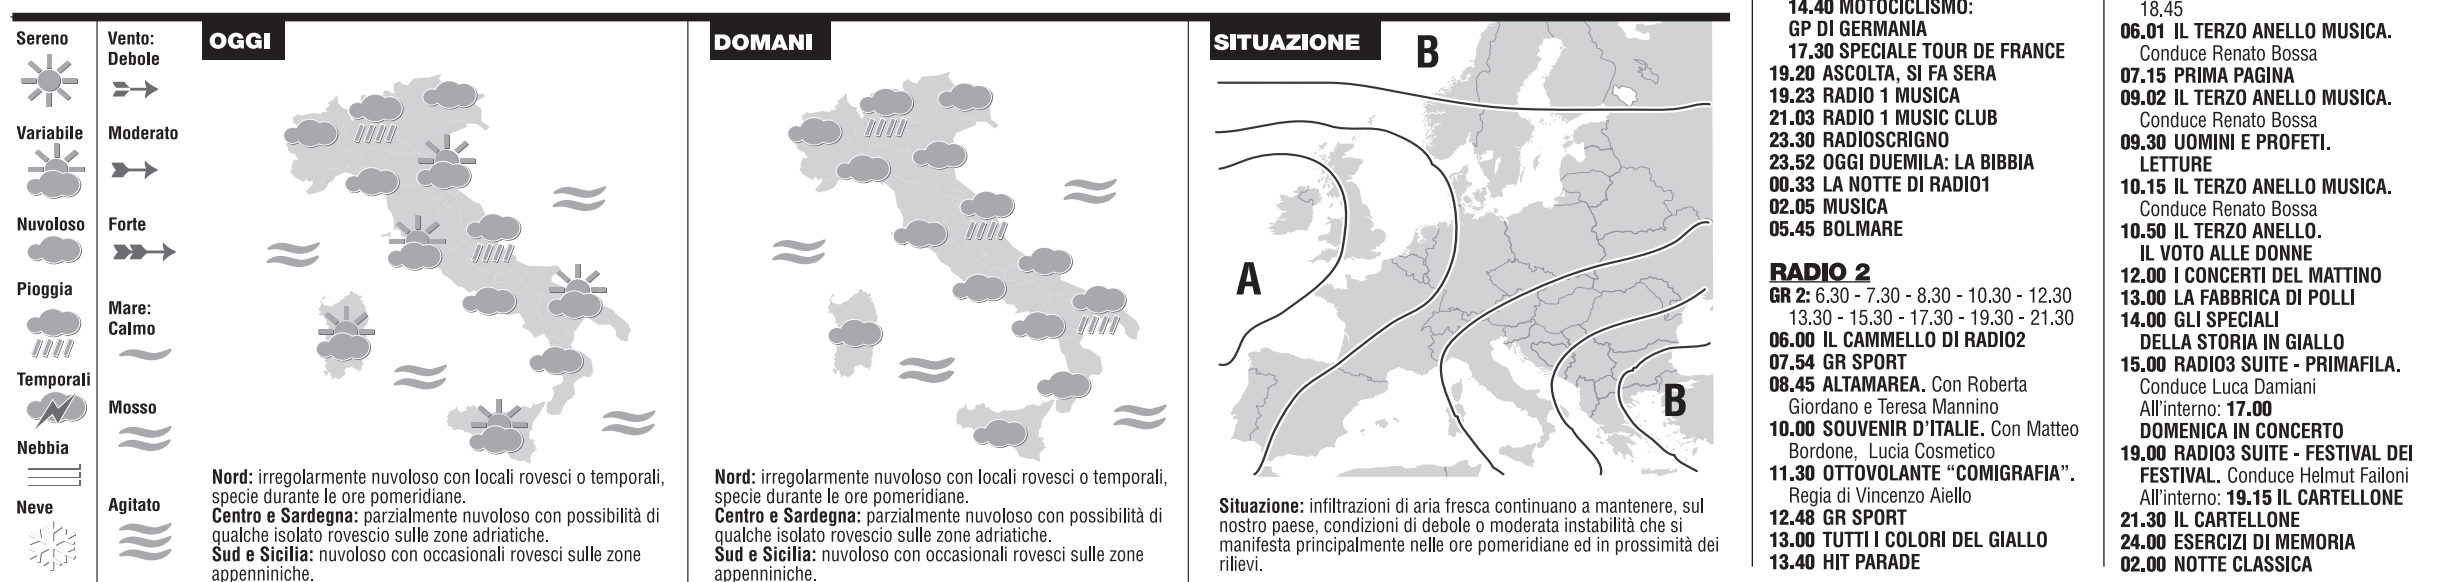 Sereno
Variabile
Nuvoloso
Pioggia
Temporali
Nebbia
Neve
Vento:
Debole
Moderato
Forte
Mare:
Calmo
Mosso
Agitato
OGGI
Nord: irregolarmente nuvoloso con locali rovesci o temporali,
specie durante le ore pomeridiane.
Centro e Sardegna: parzialmente nuvoloso con possibilità di
qualche isolato rovescio sulle zone adriatiche.
Sud e Sicilia: nuvoloso con occasionali rovesci sulle zone
appenniniche.
DOMANI
Nord: irregolarmente nuvoloso con locali rovesci o temporali,
specie durante le ore pomeridiane.
Centro e Sardegna: parzialmente nuvoloso con possibilità di
qualche isolato rovescio sulle zone adriatiche.
Sud e Sicilia: nuvoloso con occasionali rovesci sulle zone
appenniniche.
SITUAZIONE
B
A
B
Situazione: infiltrazioni di aria fresca continuano a mantenere, sul
nostro paese, condizioni di debole o moderata instabilità che si
manifesta principalmente nelle ore pomeridiane ed in prossimità dei
rilievi.
14.40 MOTOCICLISMO:
GP DI GERMANIA
17.30 SPECIALE TOUR DE FRANCE
19.20 ASCOLTA, SI FA SERA
19.23 RADIO 1 MUSICA
21.03 RADIO 1 MUSIC CLUB
23.30 RADIOSCRIGNO
23.52 OGGI DUEMILA: LA BIBBIA
00.33 LA NOTTE DI RADIO1
02.05 MUSICA
05.45 BOLMARE
RADIO 2
GR 2: 6.30 - 7.30 - 8.30 - 10.30 - 12.30
13.30 - 15.30 - 17.30 - 19.30 - 21.30
06.00 IL CAMMELLO DI RADIO2
07.54 GR SPORT
08.45 ALTAMAREA. Con Roberta
Giordano e Teresa Mannino
10.00 SOUVENIR D'ITALIE. Con Matteo
Bordone, Lucia Cosmetico
11.30 OTTOVOLANTE “COMIGRAFIA”.
Regia di Vincenzo Aiello
12.48 GR SPORT
13.00 TUTTI I COLORI DEL GIALLO
13.40 HIT PARADE
18.45
06.01 IL TERZO ANELLO MUSICA.
Conduce Renato Bossa
07.15 PRIMA PAGINA
09.02 IL TERZO ANELLO MUSICA.
Conduce Renato Bossa
09.30 UOMINI E PROFETI.
LETTURE
10.15 IL TERZO ANELLO MUSICA.
Conduce Renato Bossa
10.50 IL TERZO ANELLO.
IL VOTO ALLE DONNE
12.00 I CONCERTI DEL MATTINO
13.00 LA FABBRICA DI POLLI
14.00 GLI SPECIALI
DELLA STORIA IN GIALLO
15.00 RADIO3 SUITE - PRIMAFILA.
Conduce Luca Damiani
All'interno: 17.00
DOMENICA IN CONCERTO
19.00 RADIO3 SUITE - FESTIVAL DEI
FESTIVAL. Conduce Helmut Failoni
All'interno: 19.15 IL CARTELLONE
21.30 IL CARTELLONE
24.00 ESERCIZI DI MEMORIA
02.00 NOTTE CLASSICA